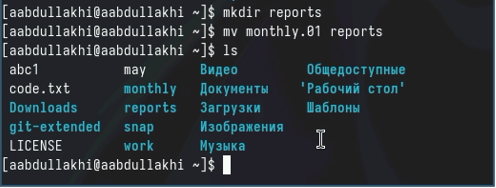 [aabdullakhi@aabdullakhi ~]$ mkdir reports
[aabdullakhi@aabdullakhi ~]$ mv monthly.01 reports
[aabdullakhi@aabdullakhi ~]$ ls
abc1 may Видео Общедоступные
code.txt monthly Документы 'Рабочий стол'
Downloads reports Загрузки Шаблоны
git-extended snap Изображения
LICENSE work Музыка
[aabdullakhi@aabdullakhi ~]$